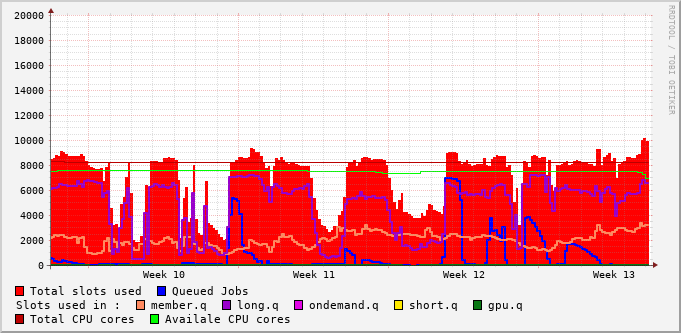 20000
18000
16000
14000
12000
10000
8000
6000
4000
2000
0
Week 10 Week 11 Week 12 Week 13
RRDTOOL / TOBI OETIKER
Total slots used Queued Jobs
Slots used in : member.q long.q ondemand.q short.q gpu.q
Total CPU cores Availale CPU cores